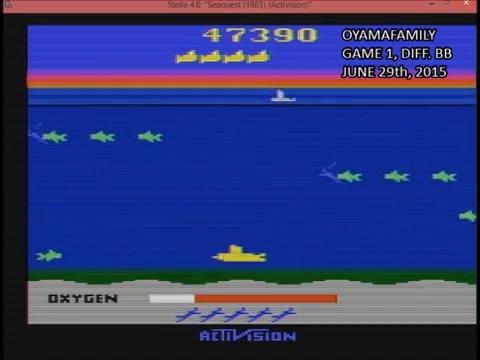 Stella 4.0: "Seaquest (1983) (Activision)"
47390
OYAMAFAMILY
GAME 1, DIFF. BB
JUNE 29th, 2015
OXYGEN
ACTIVISION